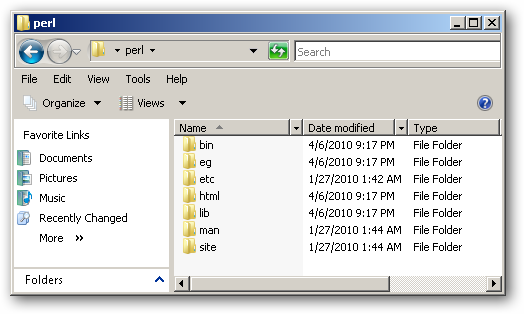 perl
perl
Search
File Edit View Tools Help
Organize Views
Favorite Links
Documents
Pictures
Music
Recently Changed
More »
Folders
Name Date modified Type
bin 4/6/2010 9:17 PM File Folder
eg 4/6/2010 9:17 PM File Folder
etc 1/27/2010 1:42 AM File Folder
html 4/6/2010 9:17 PM File Folder
lib 4/6/2010 9:17 PM File Folder
man 1/27/2010 1:44 AM File Folder
site 1/27/2010 1:44 AM File Folder